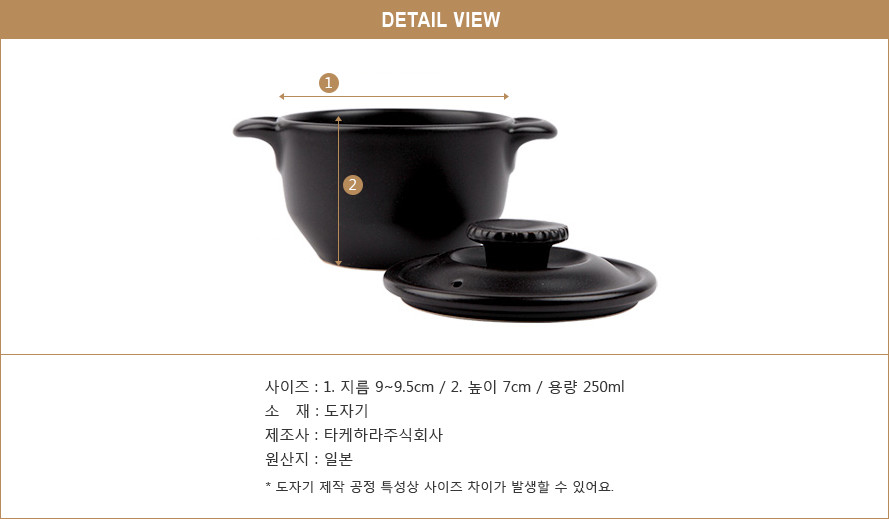 DETAIL VIEW
1
2
사이즈 : 1. 지름 9~9.5cm / 2. 높이 7cm / 용량 250ml
소 재 : 도자기
제조사 : 타케하라주식회사
원산지 : 일본
* 도자기 제작 공정 특성상 사이즈 차이가 발생할 수 있어요.